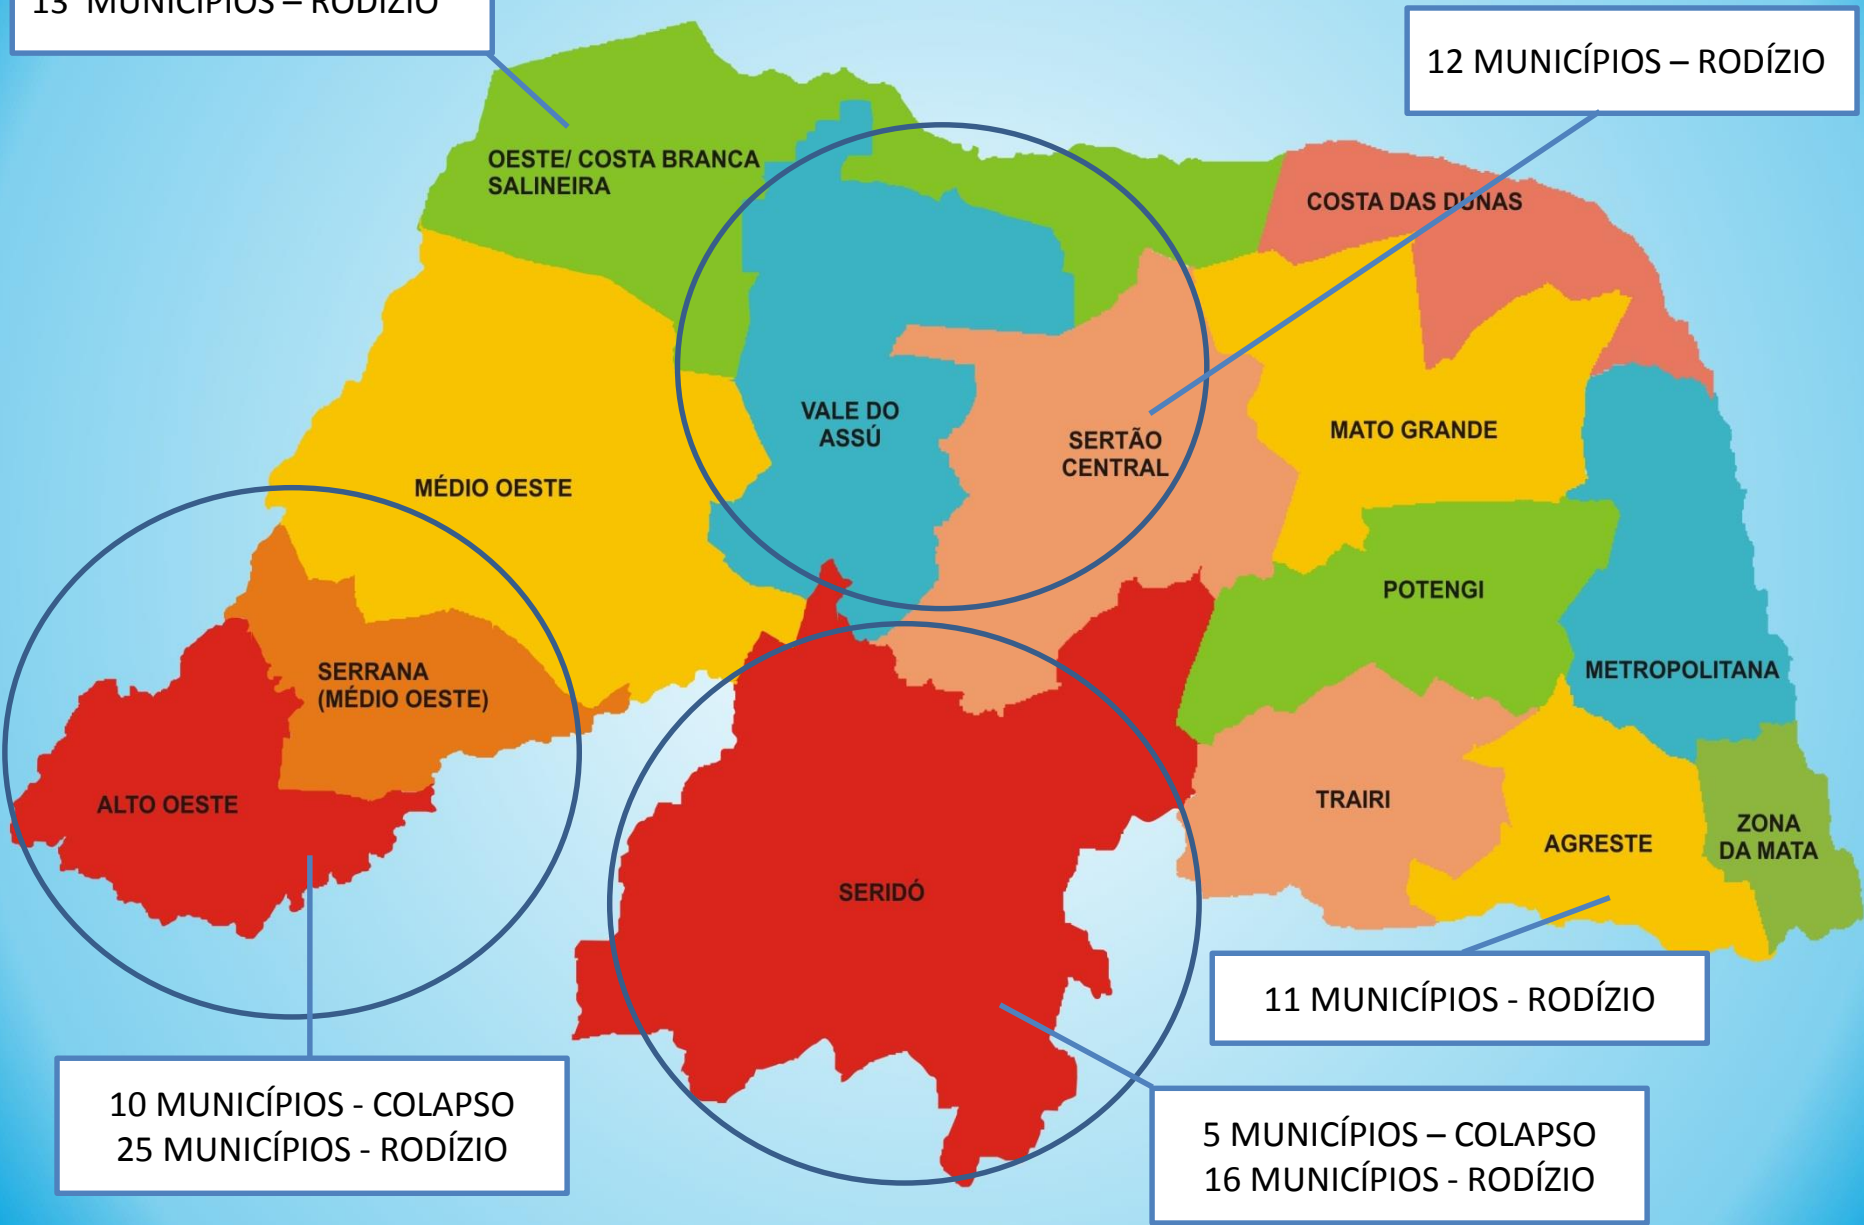 13 MUNICÍPIOS – RODÍZIO
12 MUNICÍPIOS – RODÍZIO
OESTE/ COSTA BRANCA
SALINEIRA
COSTA DAS DUNAS
VALE DO
ASSÚ
SERTÃO
CENTRAL
MATO GRANDE
MÉDIO OESTE
POTENGI
SERRANA
(MÉDIO OESTE)
METROPOLITANA
ALTO OESTE
TRAIRI
AGRESTE
ZONA
DA MATA
SERIDÓ
11 MUNICÍPIOS - RODÍZIO
10 MUNICÍPIOS - COLAPSO
25 MUNICÍPIOS - RODÍZIO
5 MUNICÍPIOS – COLAPSO
16 MUNICÍPIOS - RODÍZIO